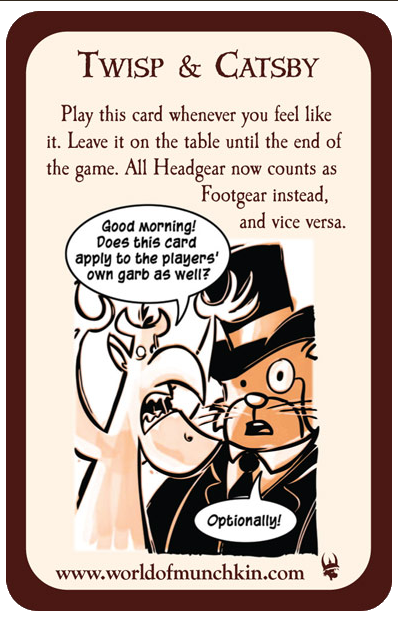 TWISP & CATSBY
Play this card whenever you feel like
it. Leave it on the table until the end of
the game. All Headgear now counts as
Footgear instead,
and vice versa.
Good morning!
Does this card
apply to the players'
own garb as well?
Optionally!
www.worldofmunchkin.com